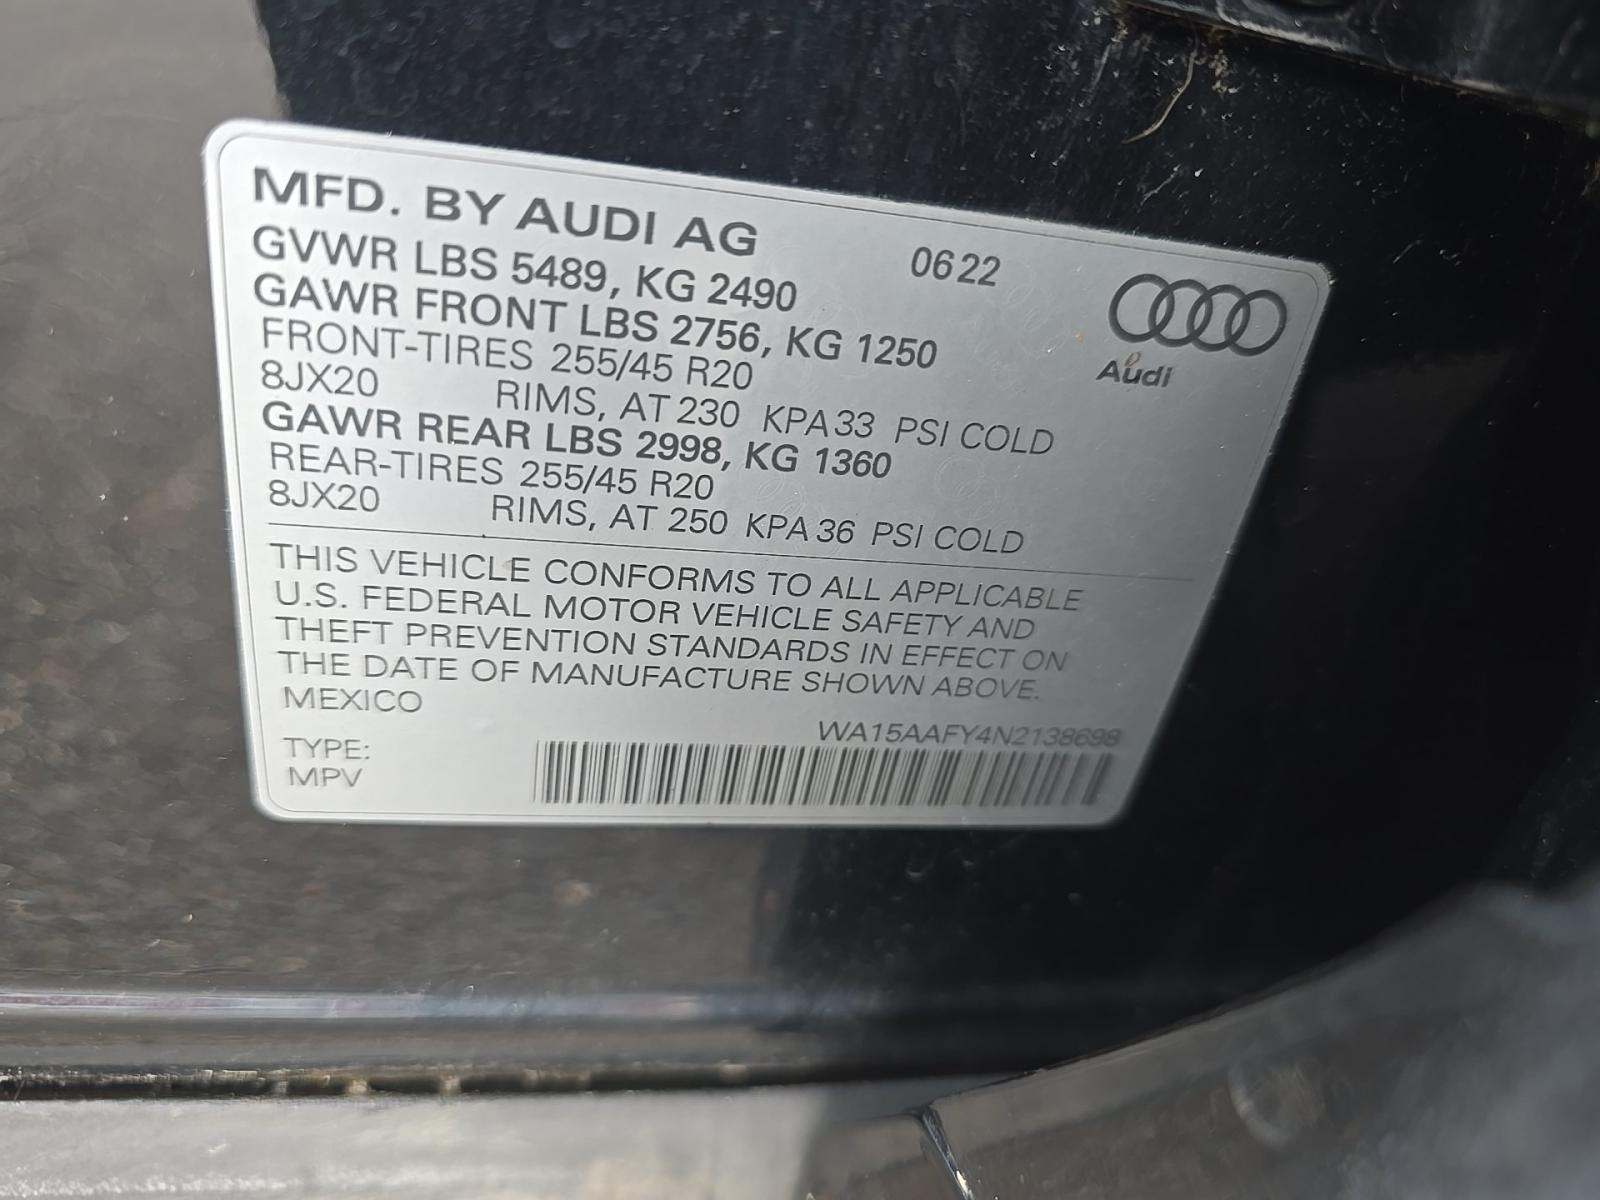 MFD. BY AUDI AG 0622
GVWR LBS 5489, KG 2490
GAWR FRONT LBS 2756, KG 1250
FRONT-TIRES 255/45 R20
8JX20 RIMS, AT 230 KPA 33 PSI COLD
GAWR REAR LBS 2998, KG 1360
REAR-TIRES 255/45 R20
8JX20 RIMS, AT 250 KPA 36 PSI COLD
Audi
THIS VEHICLE CONFORMS TO ALL APPLICABLE
U.S. FEDERAL MOTOR VEHICLE SAFETY AND
THEFT PREVENTION STANDARDS IN EFFECT ON
THE DATE OF MANUFACTURE SHOWN ABOVE.
MEXICO
WA15AAFY4N2138698
TYPE:
MPV